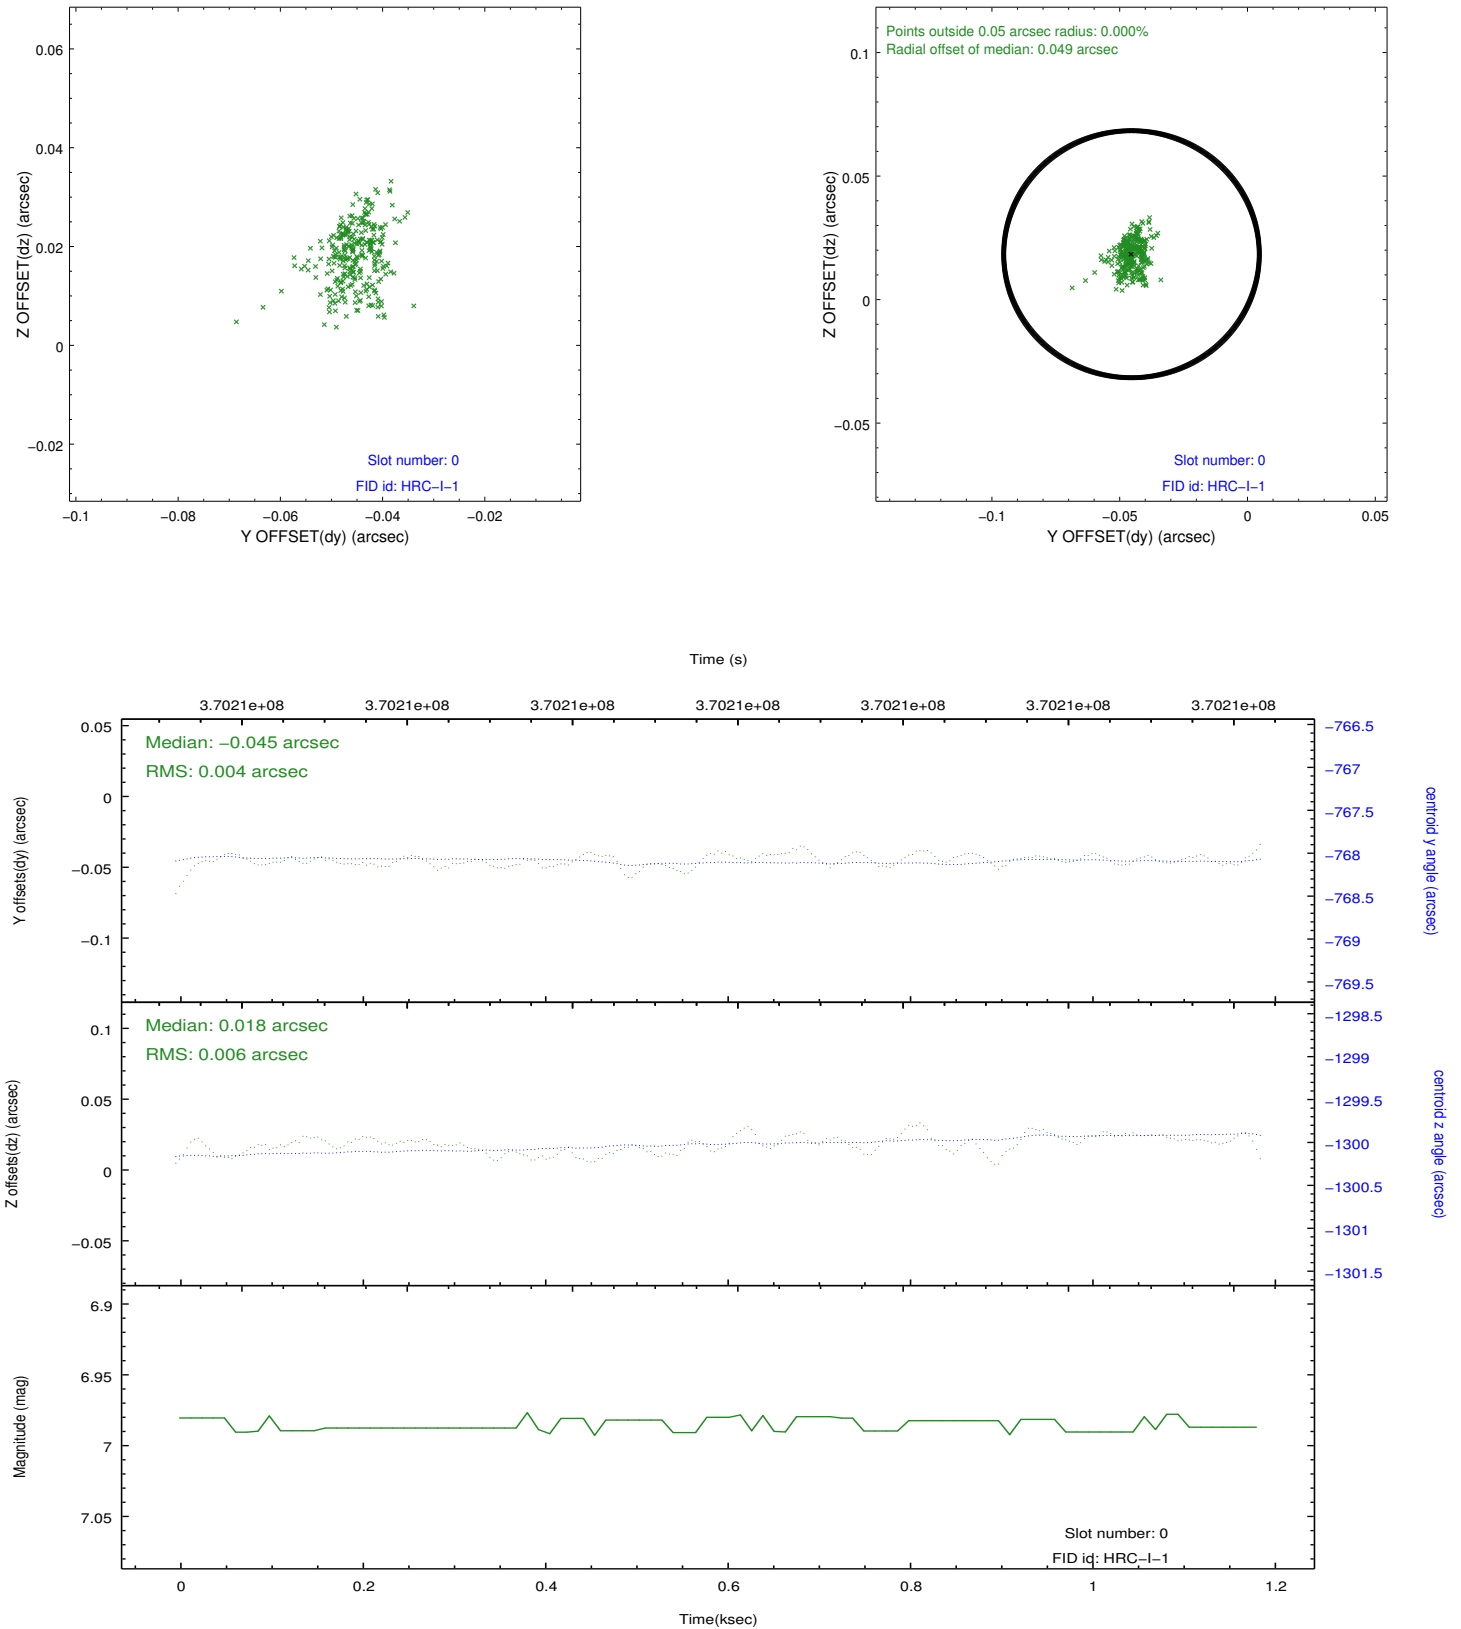 0.06
0.04
0.02
0
−0.02
Z OFFSET(dz) (arcsec)
Slot number: 0
FID id: HRC−I−1
−0.1
−0.08
−0.06
−0.04
−0.02
Y OFFSET(dy) (arcsec)
Points outside 0.05 arcsec radius: 0.000%
Radial offset of median: 0.049 arcsec
0.1
0.05
0
−0.05
Z OFFSET(dz) (arcsec)
Slot number: 0
FID id: HRC−I−1
−0.1
−0.05
0
0.05
Y OFFSET(dy) (arcsec)
Time (s)
3.7021e+08
3.7021e+08
3.7021e+08
3.7021e+08
3.7021e+08
3.7021e+08
3.7021e+08
Median: −0.045 arcsec
RMS: 0.004 arcsec
0.05
0
−0.05
−0.1
Y offsets(dy) (arcsec)
−766.5
−767
−767.5
−768
−768.5
−769
−769.5
centroid y angle (arcsec)
Median: 0.018 arcsec
RMS: 0.006 arcsec
0.1
0.05
0
−0.05
Z offsets(dz) (arcsec)
−1298.5
−1299
−1299.5
−1300
−1300.5
−1301
−1301.5
centroid z angle (arcsec)
6.9
6.95
7
7.05
Magnitude (mag)
Slot number: 0
FID id: HRC−I−1
0
0.2
0.4
0.6
0.8
1
1.2
Time(ksec)